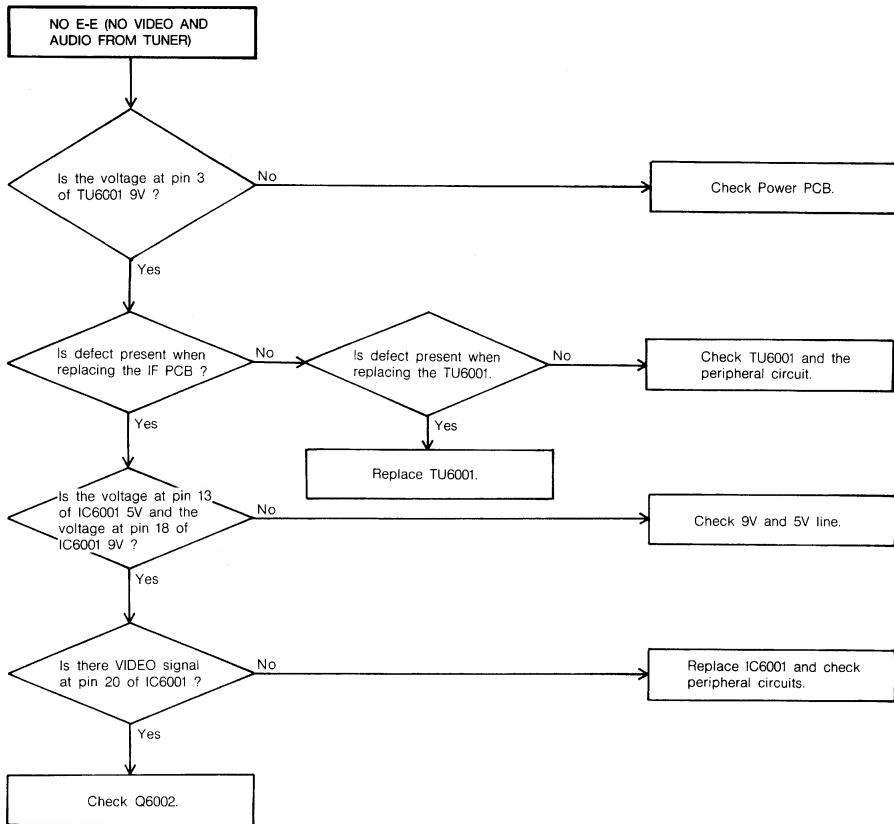 NO E-E (NO VIDEO AND
AUDIO FROM TUNER)
Is the voltage at pin 3
of TU6001 9V ?
No
Check Power PCB.
Yes
Is defect present when
replacing the IF PCB ?
No
Is defect present when
replacing the TU6001.
No
Check TU6001 and the
peripheral circuit.
Yes
Yes
Replace TU6001.
Is the voltage at pin 13
of IC6001 5V and the
voltage at pin 18 of
IC6001 9V ?
No
Check 9V and 5V line.
Yes
Is there VIDEO signal
at pin 20 of IC6001 ?
No
Replace IC6001 and check
peripheral circuits.
Yes
Check Q6002.